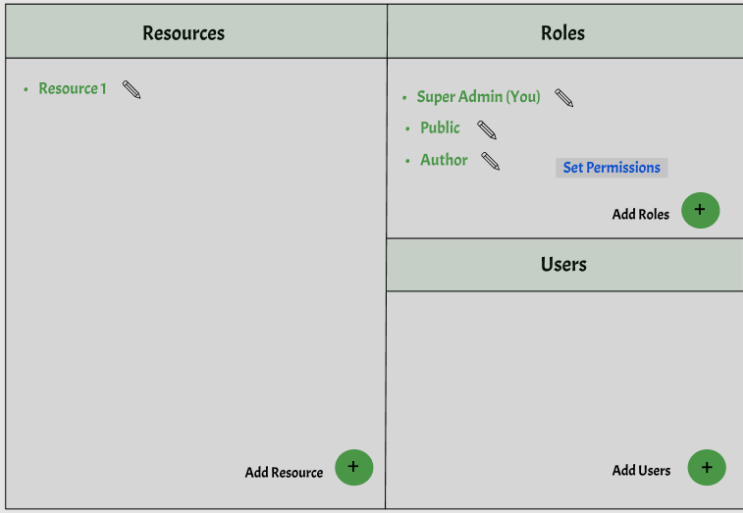 Resources
Resource 1
Add Resource
+
Roles
Super Admin (You)
Public
Author
Set Permissions
Add Roles
+
Users
Add Users
+